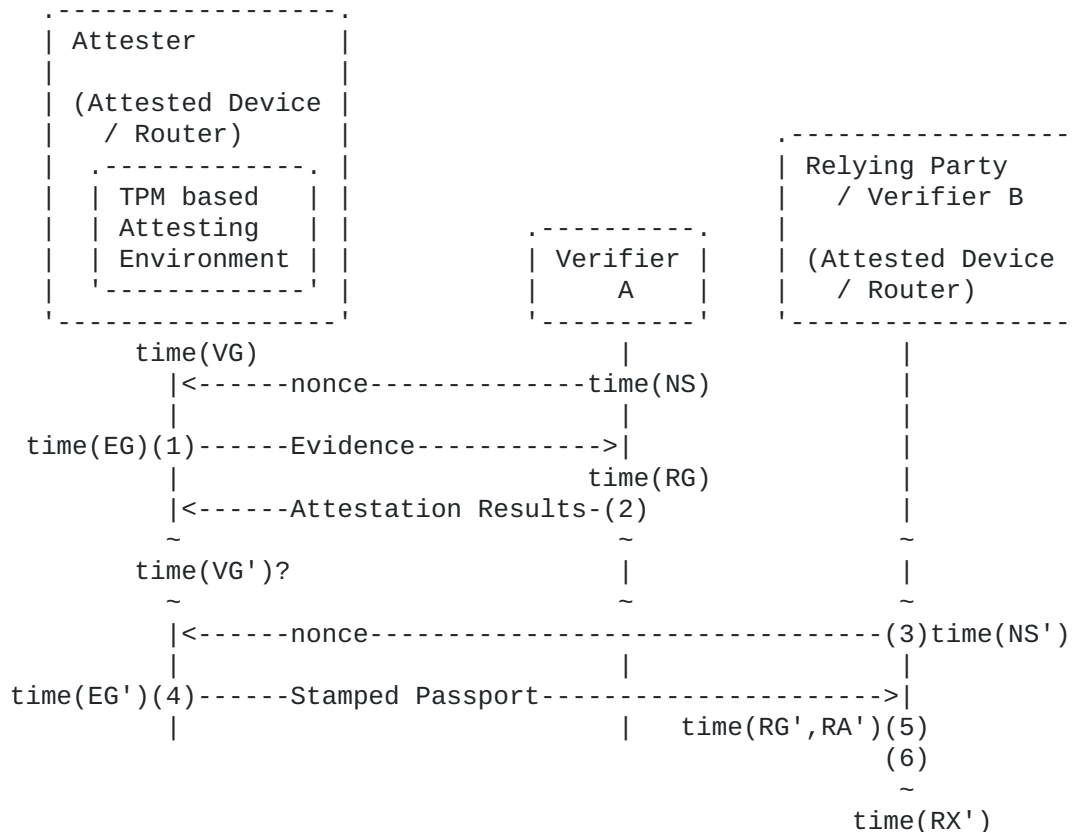 .------------------.
| Attester         |
|                  |
| (Attested Device |
|   / Router)      |                           .------------------
|  .-------------. |                           | Relying Party
|  | TPM based   | |                           |   / Verifier B
|  | Attesting   | |           .----------.    |
|  | Environment | |           | Verifier |    | (Attested Device
|  '-------------' |           |     A    |    |   / Router)
'------------------'           '----------'    '------------------
time(VG)                            |                 |
|<------nonce--------------time(NS)                 |
|                            |                 |
time(EG)(1)------Evidence------------>|                 |
|                          time(RG)            |
|<------Attestation Results-(2)                |
~                            ~                 ~
time(VG')?                          |                 |
~                            ~                 ~
|<------nonce---------------------------------(3)time(NS')
|                            |                 |
time(EG')(4)------Stamped Passport---------------------->|
|                            |   time(RG',RA')(5)
(6)
~
time(RX')